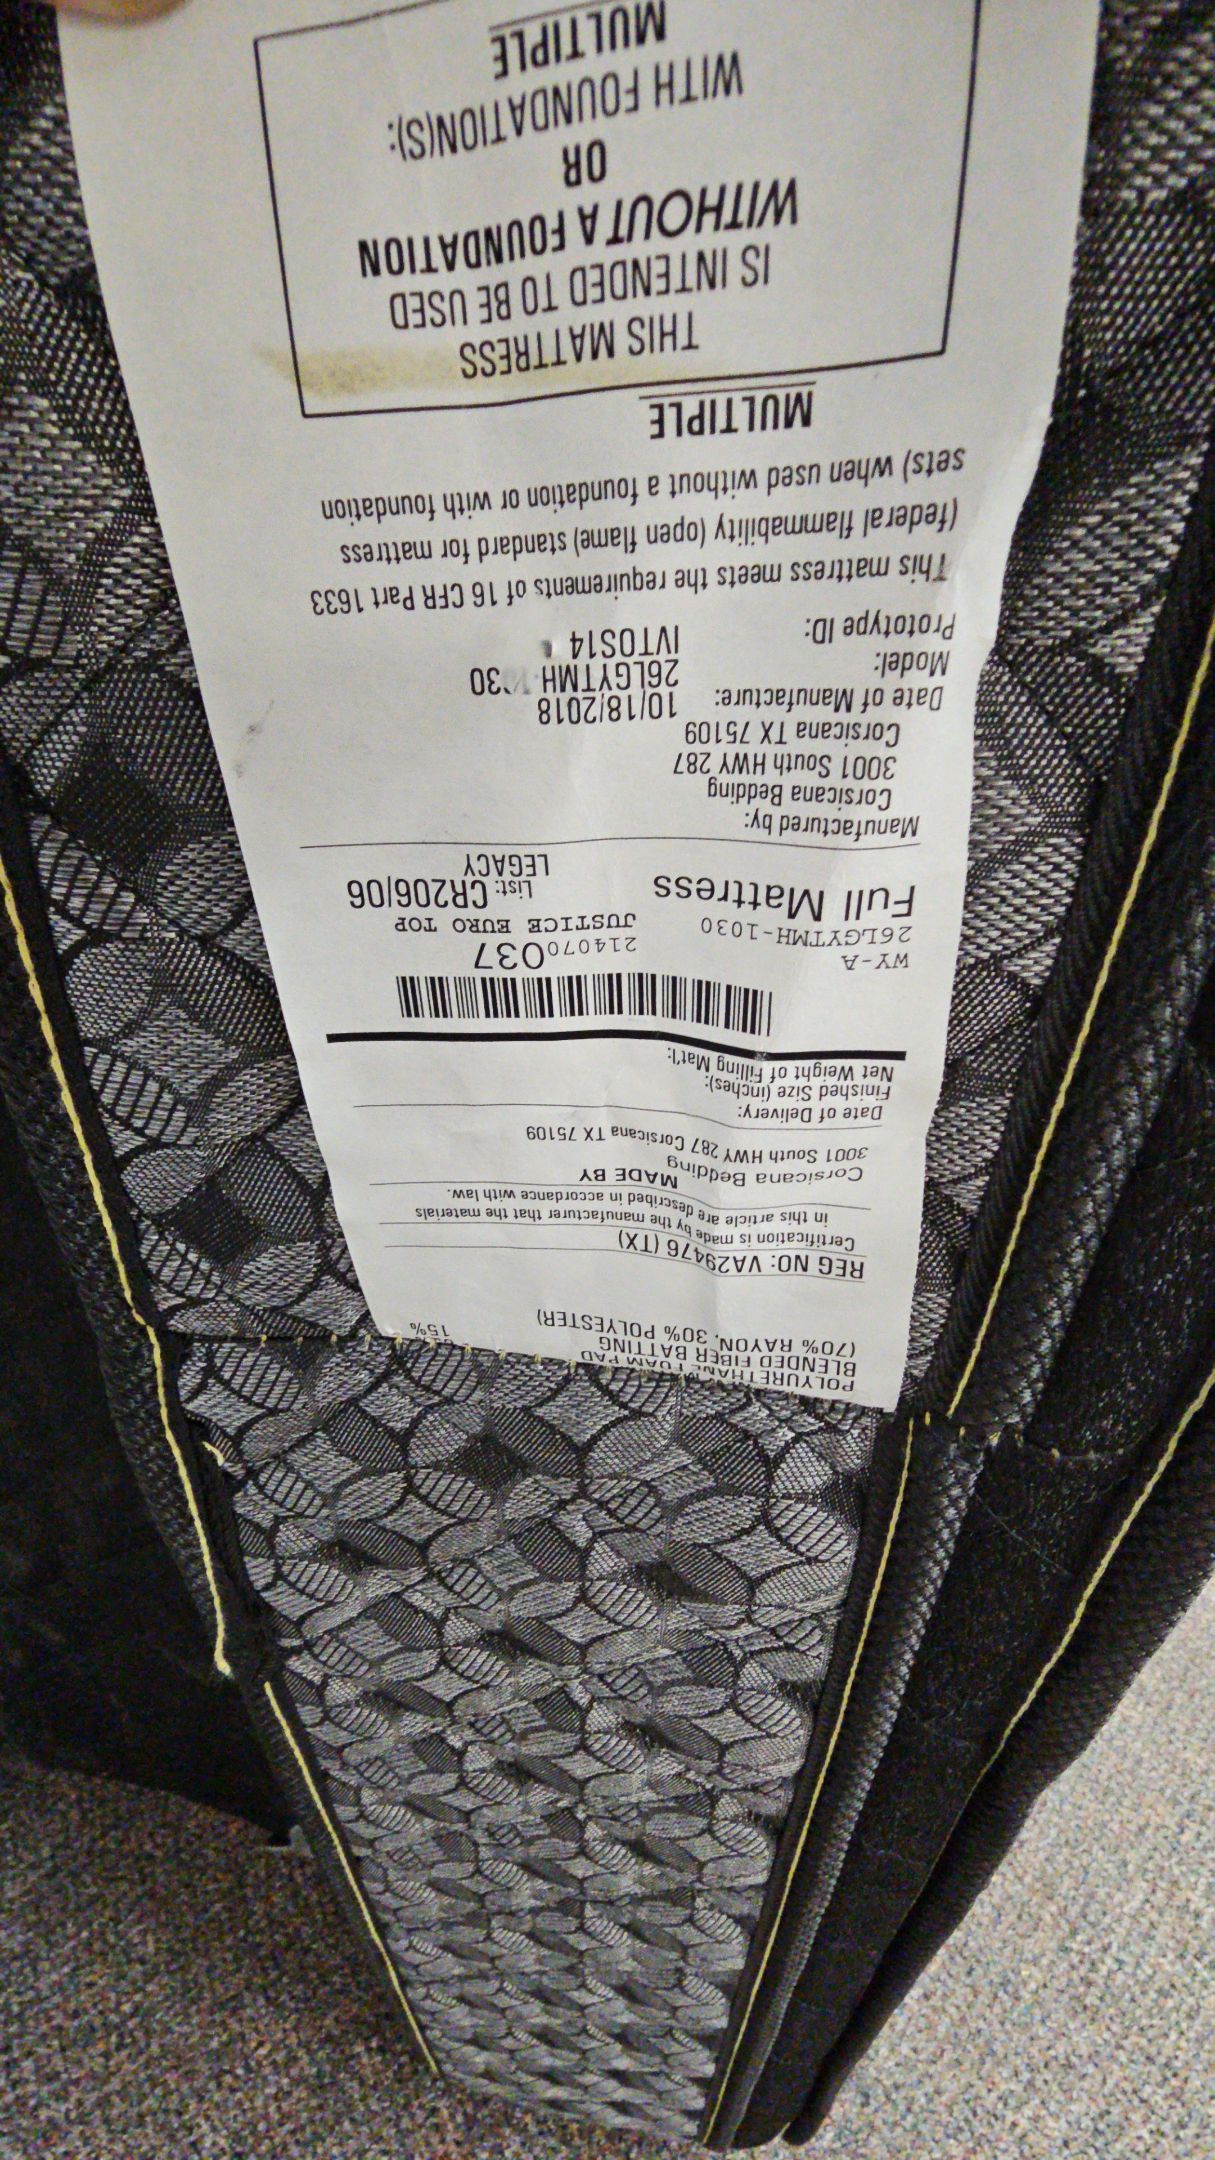 POLYURETHANE FOAM PAD
BLENDED FIBER BATTING 15%
(70% RAYON, 30% POLYESTER)
REG NO: VA29476 (TX)
Certification is made by the manufacturer that the materials
in this article are described in accordance with law.
MADE BY
Corsicana Bedding
3001 South HWY 287 Corsicana TX 75109
Date of Delivery:
Finished Size (inches):
Net Weight of Filling Mat'l:
WY-A 214070037
26LGYTMH-1030 JUSTICE EURO TOP
Full Mattress List: CR206/06
LEGACY
Manufactured by:
Corsicana Bedding
3001 South HWY 287
Corsicana TX 75109
Date of Manufacture: 10/18/2018
Model: 26LGYTMH 1030
Prototype ID: IVTOS14
This mattress meets the requirements of 16 CFR Part 1633
(federal flammability (open flame) standard for mattress
sets) when used without a foundation or with foundation
MULTIPLE
THIS MATTRESS
IS INTENDED TO BE USED
WITHOUT A FOUNDATION
OR
WITH FOUNDATION(S):
MULTIPLE